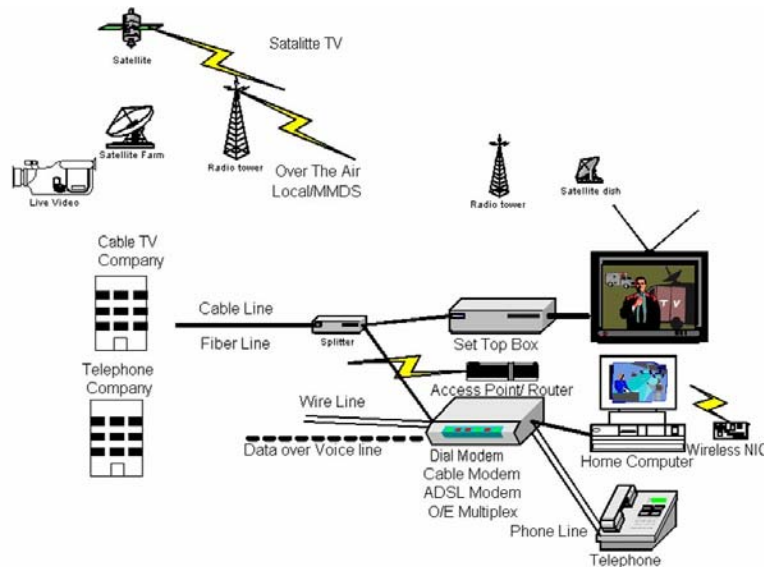 Satalitte TV
Satellite
Satellite Farm
Radio tower
Over The Air
Local/MMDS
Live Video
Radio tower
Satellite dish
Cable TV
Company
Cable Line
Fiber Line
Splitter
Set Top Box
TV
Telephone
Company
Access Point/ Router
Wire Line
Data over Voice line
Dial Modem
Cable Modem
ADSL Modem
O/E Multiplex
Home Computer
Wireless NIC
Phone Line
Telephone